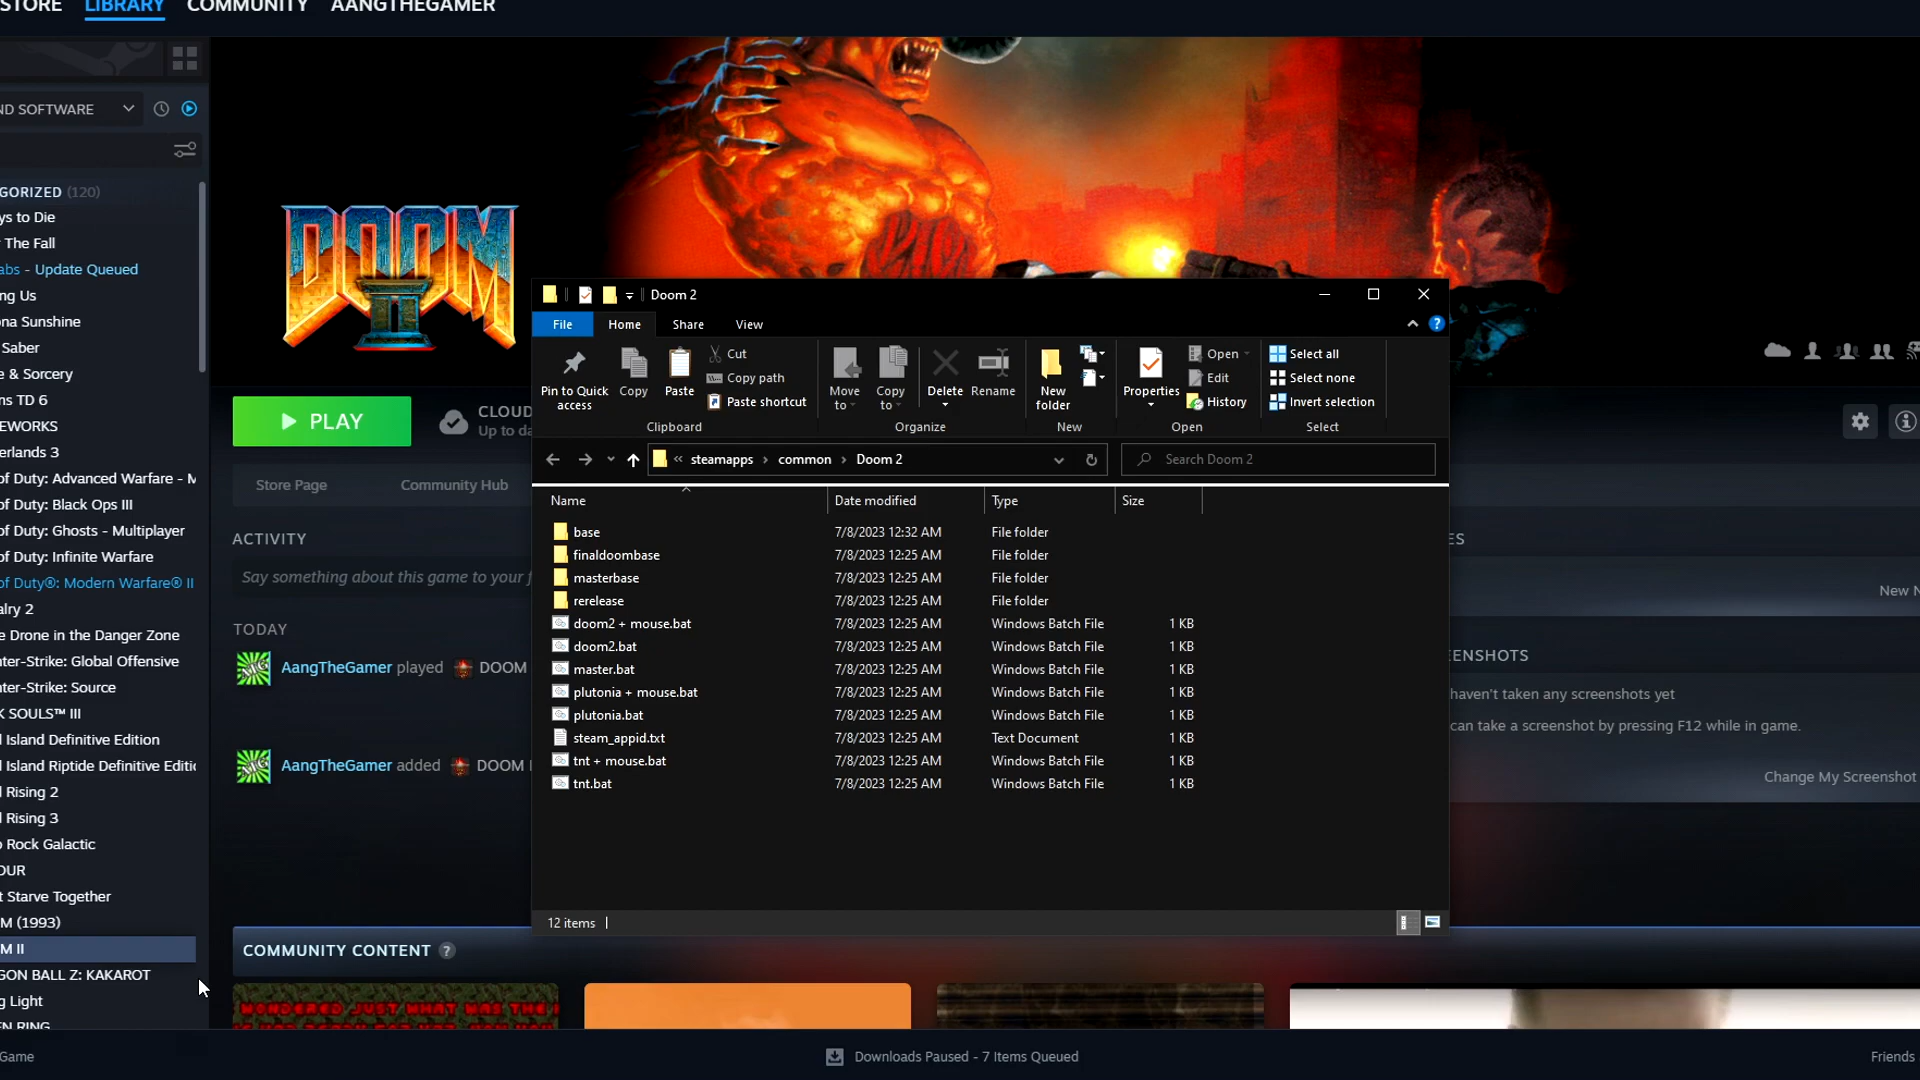 STORE LIBRARY COMMUNITY AANGTHEGAMER
ND SOFTWARE
GORIZED (120)
ys to Die
The Fall
abs - Update Queued
ng Us
ona Sunshine
Saber
e & Sorcery
ns TD 6
EWORKS
erlands 3
of Duty: Advanced Warfare - M
of Duty: Black Ops III
of Duty: Ghosts - Multiplayer
of Duty: Infinite Warfare
of Duty®: Modern Warfare® II
alry 2
e Drone in the Danger Zone
nter-Strike: Global Offensive
nter-Strike: Source
K SOULS™ III
d Island Definitive Edition
d Island Riptide Definitive Editi
d Rising 2
d Rising 3
o Rock Galactic
OUR
t Starve Together
M (1993)
M II
GON BALL Z: KAKAROT
g Light
EN RING
DOOM
II
PLAY
CLOUD
Up to da
Store Page
Community Hub
ACTIVITY
Say something about this game to your f
TODAY
AangTheGamer played DOOM
AangTheGamer added DOOM I
Doom 2
File Home Share View
Pin to Quick access
Copy
Paste
Cut
Copy path
Paste shortcut
Clipboard
Move to
Copy to
Delete
Rename
Organize
New folder
New
Properties
Open
Edit
History
Open
Select all
Select none
Invert selection
Select
« steamapps › common › Doom 2
Search Doom 2
Name Date modified Type Size
base 7/8/2023 12:32 AM File folder
finaldoombase 7/8/2023 12:25 AM File folder
masterbase 7/8/2023 12:25 AM File folder
rerelease 7/8/2023 12:25 AM File folder
doom2 + mouse.bat 7/8/2023 12:25 AM Windows Batch File 1 KB
doom2.bat 7/8/2023 12:25 AM Windows Batch File 1 KB
master.bat 7/8/2023 12:25 AM Windows Batch File 1 KB
plutonia + mouse.bat 7/8/2023 12:25 AM Windows Batch File 1 KB
plutonia.bat 7/8/2023 12:25 AM Windows Batch File 1 KB
steam_appid.txt 7/8/2023 12:25 AM Text Document 1 KB
tnt + mouse.bat 7/8/2023 12:25 AM Windows Batch File 1 KB
tnt.bat 7/8/2023 12:25 AM Windows Batch File 1 KB
12 items
ES
New N
ENSHOTS
haven't taken any screenshots yet
can take a screenshot by pressing F12 while in game.
Change My Screenshot
COMMUNITY CONTENT ?
WONDERED JUST WHAT WAS THE
Game
Downloads Paused - 7 Items Queued
Friends